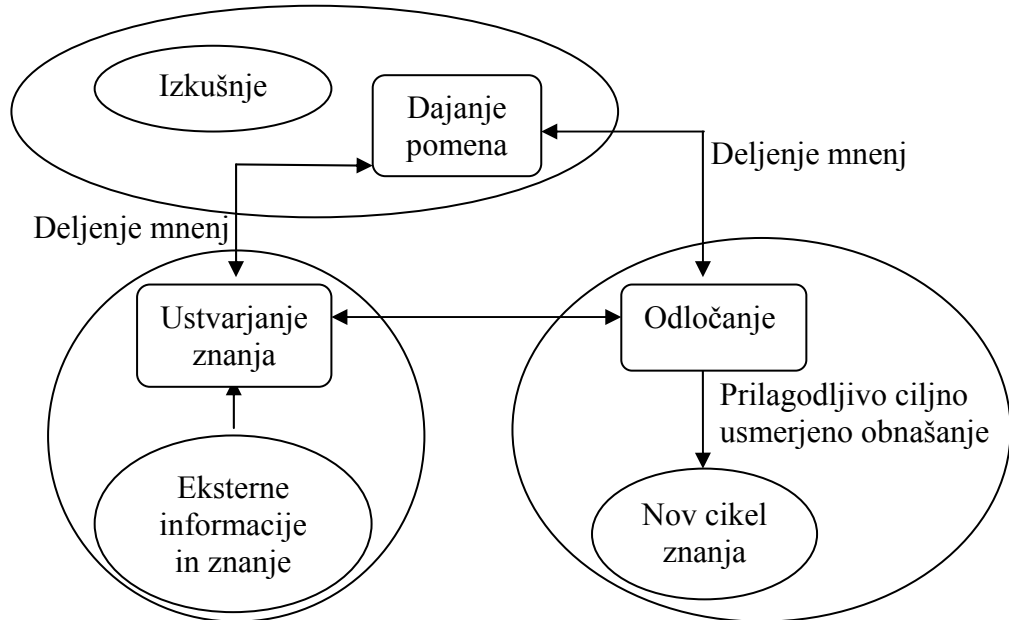 Izkušnje
Dajanje
pomena
Deljenje mnenj
Deljenje mnenj
Ustvarjanje
znanja
Odločanje
Prilagodljivo ciljno
usmerjeno obnašanje
Eksterne
informacije
in znanje
Nov cikel
znanja